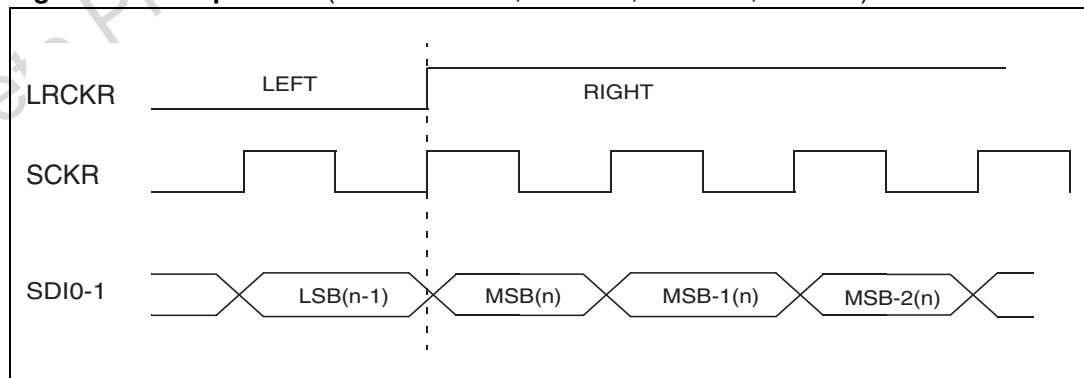 LRCKR
LEFT
RIGHT
SCKR
SDI0-1
LSB(n-1)
MSB(n)
MSB-1(n)
MSB-2(n)